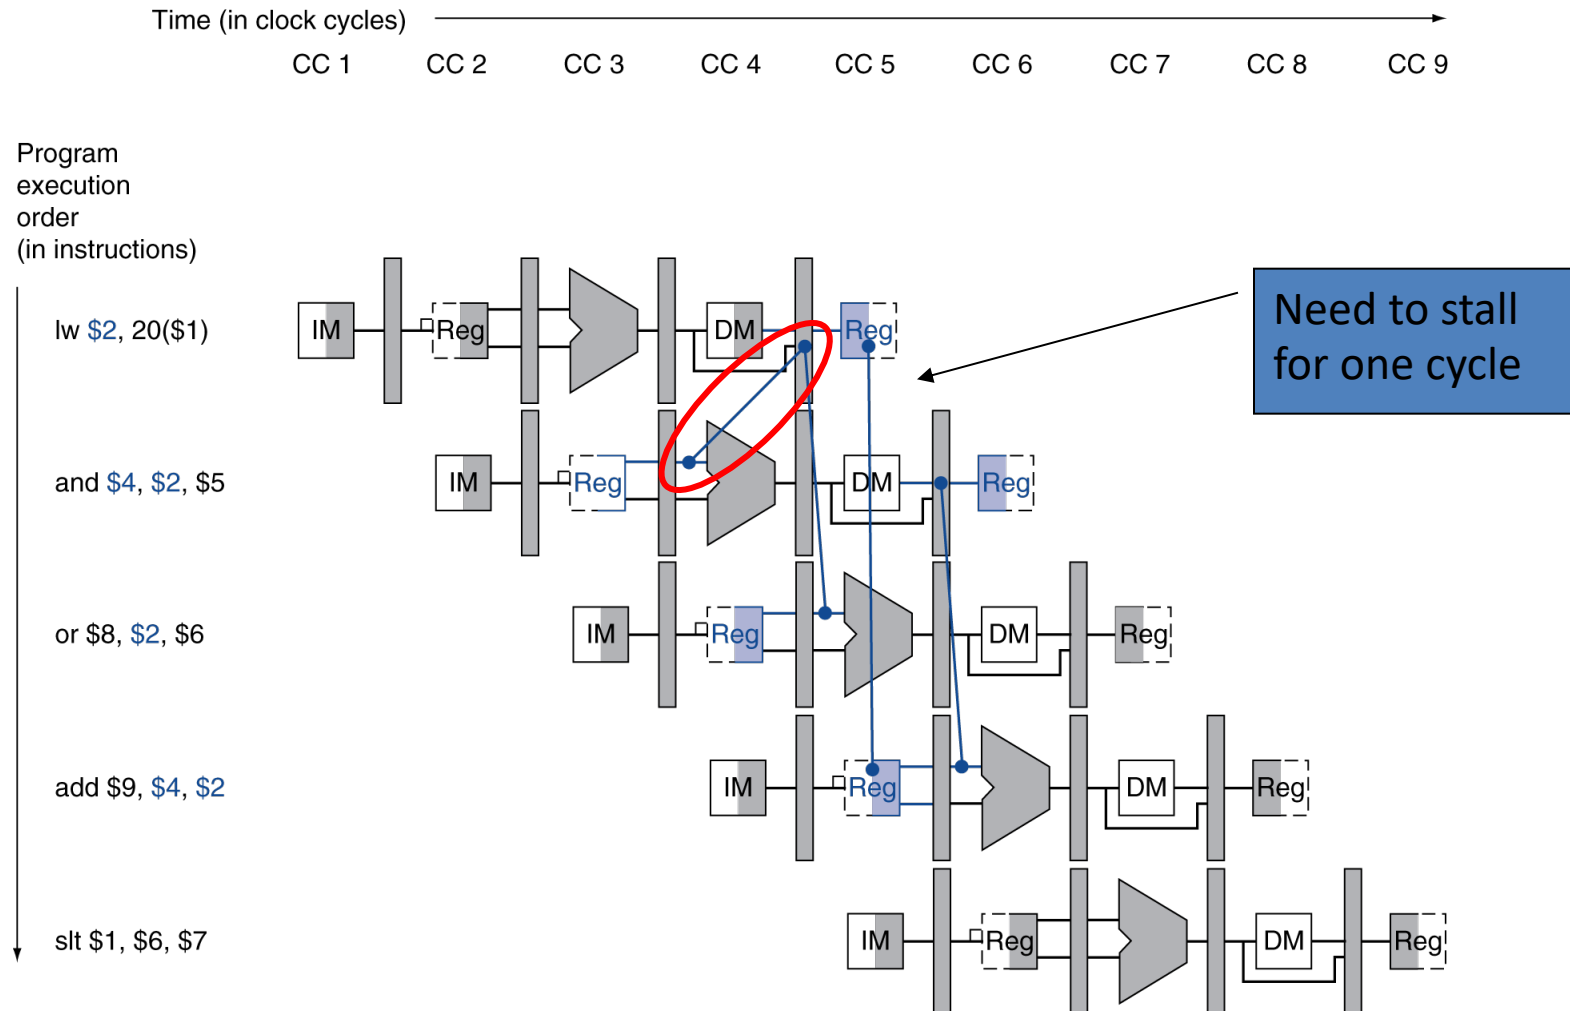 Time (in clock cycles)
CC 1 CC 2 CC 3 CC 4 CC 5 CC 6 CC 7 CC 8 CC 9
Program
execution
order
(in instructions)
Need to stall
for one cycle
lw $2, 20($1) IM Reg DM Reg
and $4, $2, $5 IM Reg DM Reg
or $8, $2, $6 IM Reg DM Reg
add $9, $4, $2 IM Reg DM Reg
slt $1, $6, $7 IM Reg DM Reg